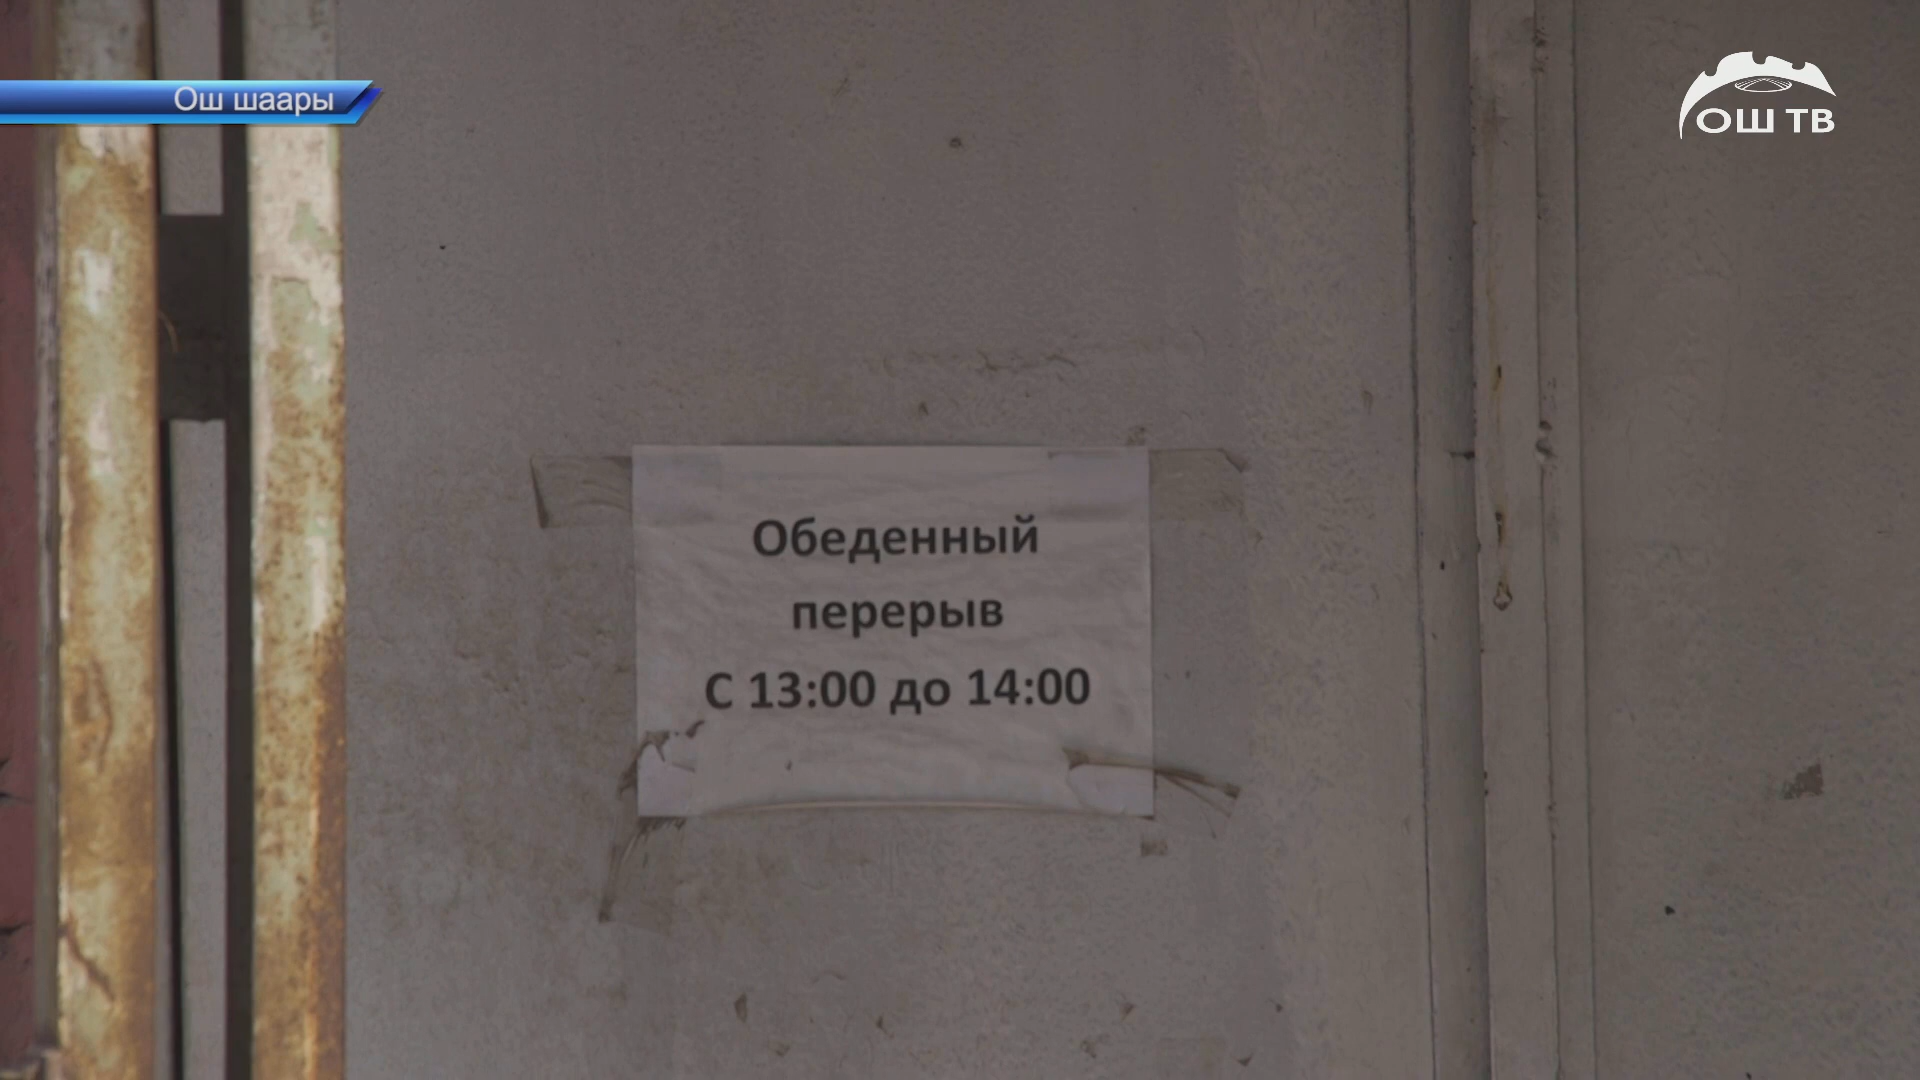 Ош шаары
ОШ ТВ
Обеденный
перерыв
С 13:00 до 14:00